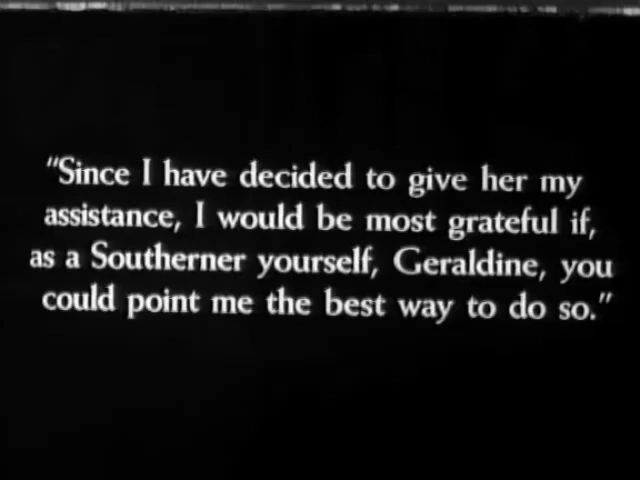 "Since I have decided to give her my
assistance, I would be most grateful if,
as a Southerner yourself, Geraldine, you
could point me the best way to do so."